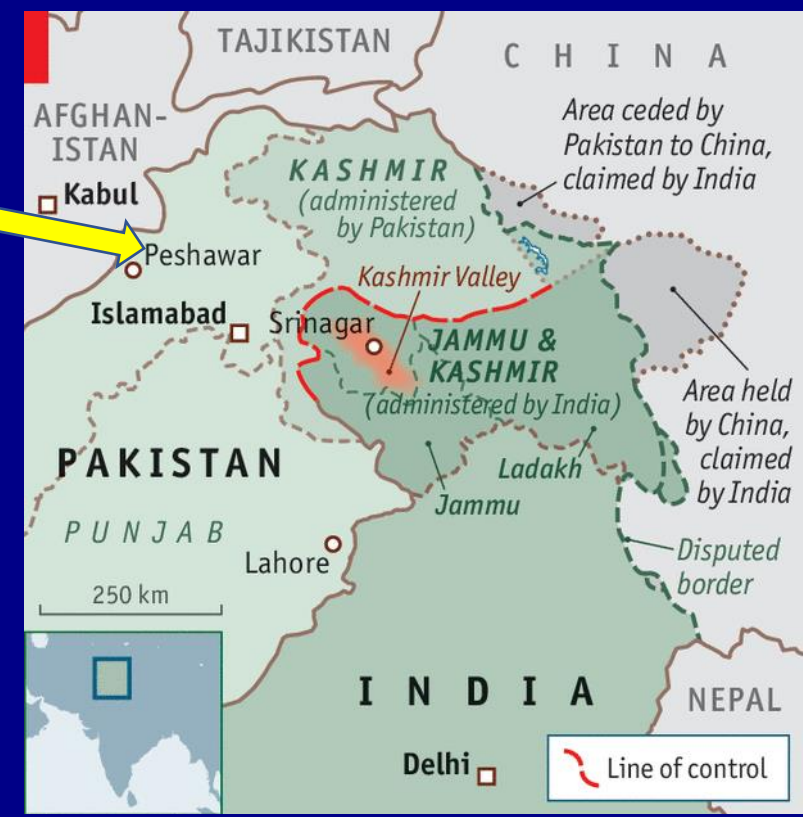 TAJIKISTAN
CHINA
AFGHAN-
ISTAN
Area ceded by
Pakistan to China,
claimed by India
KASHMIR
(administered
by Pakistan)
Kabul
Peshawar
Kashmir Valley
Islamabad
Srinagar
JAMMU &
KASHMIR
(administered by India)
Area held
by China,
claimed
by India
PAKISTAN
Ladakh
Jammu
PUNJAB
Lahore
Disputed
border
250 km
INDIA
NEPAL
Delhi
Line of control